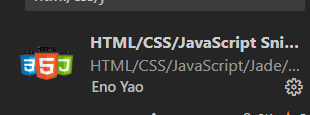 HTML/CSS/JavaScript Sni...
HTML/CSS/JavaScript/Jade/...
Eno Yao